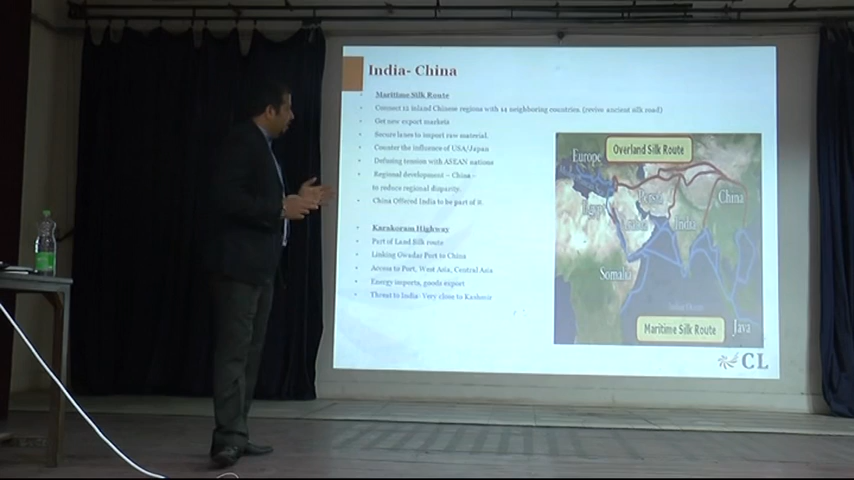 India- China
Maritime Silk Route
Connect 12 inland Chinese regions with 14 neighboring countries. (revive ancient silk road)
Get new export markets
Secure lanes to import raw material.
Counter the influence of USA/Japan
Defusing tension with ASEAN nations
Regional development – China -
to reduce regional disparity.
China Offered India to be part of it.
Karakoram Highway
Part of Land Silk route
Linking Gwadar Port to China
Access to Port, West Asia, Central Asia
Energy imports, goods export
Threat to India- Very close to Kashmir
Overland Silk Route
Europe
China
Egypt
Persia
Arabia
India
Somalia
Indian Ocean
Maritime Silk Route
Java
CL